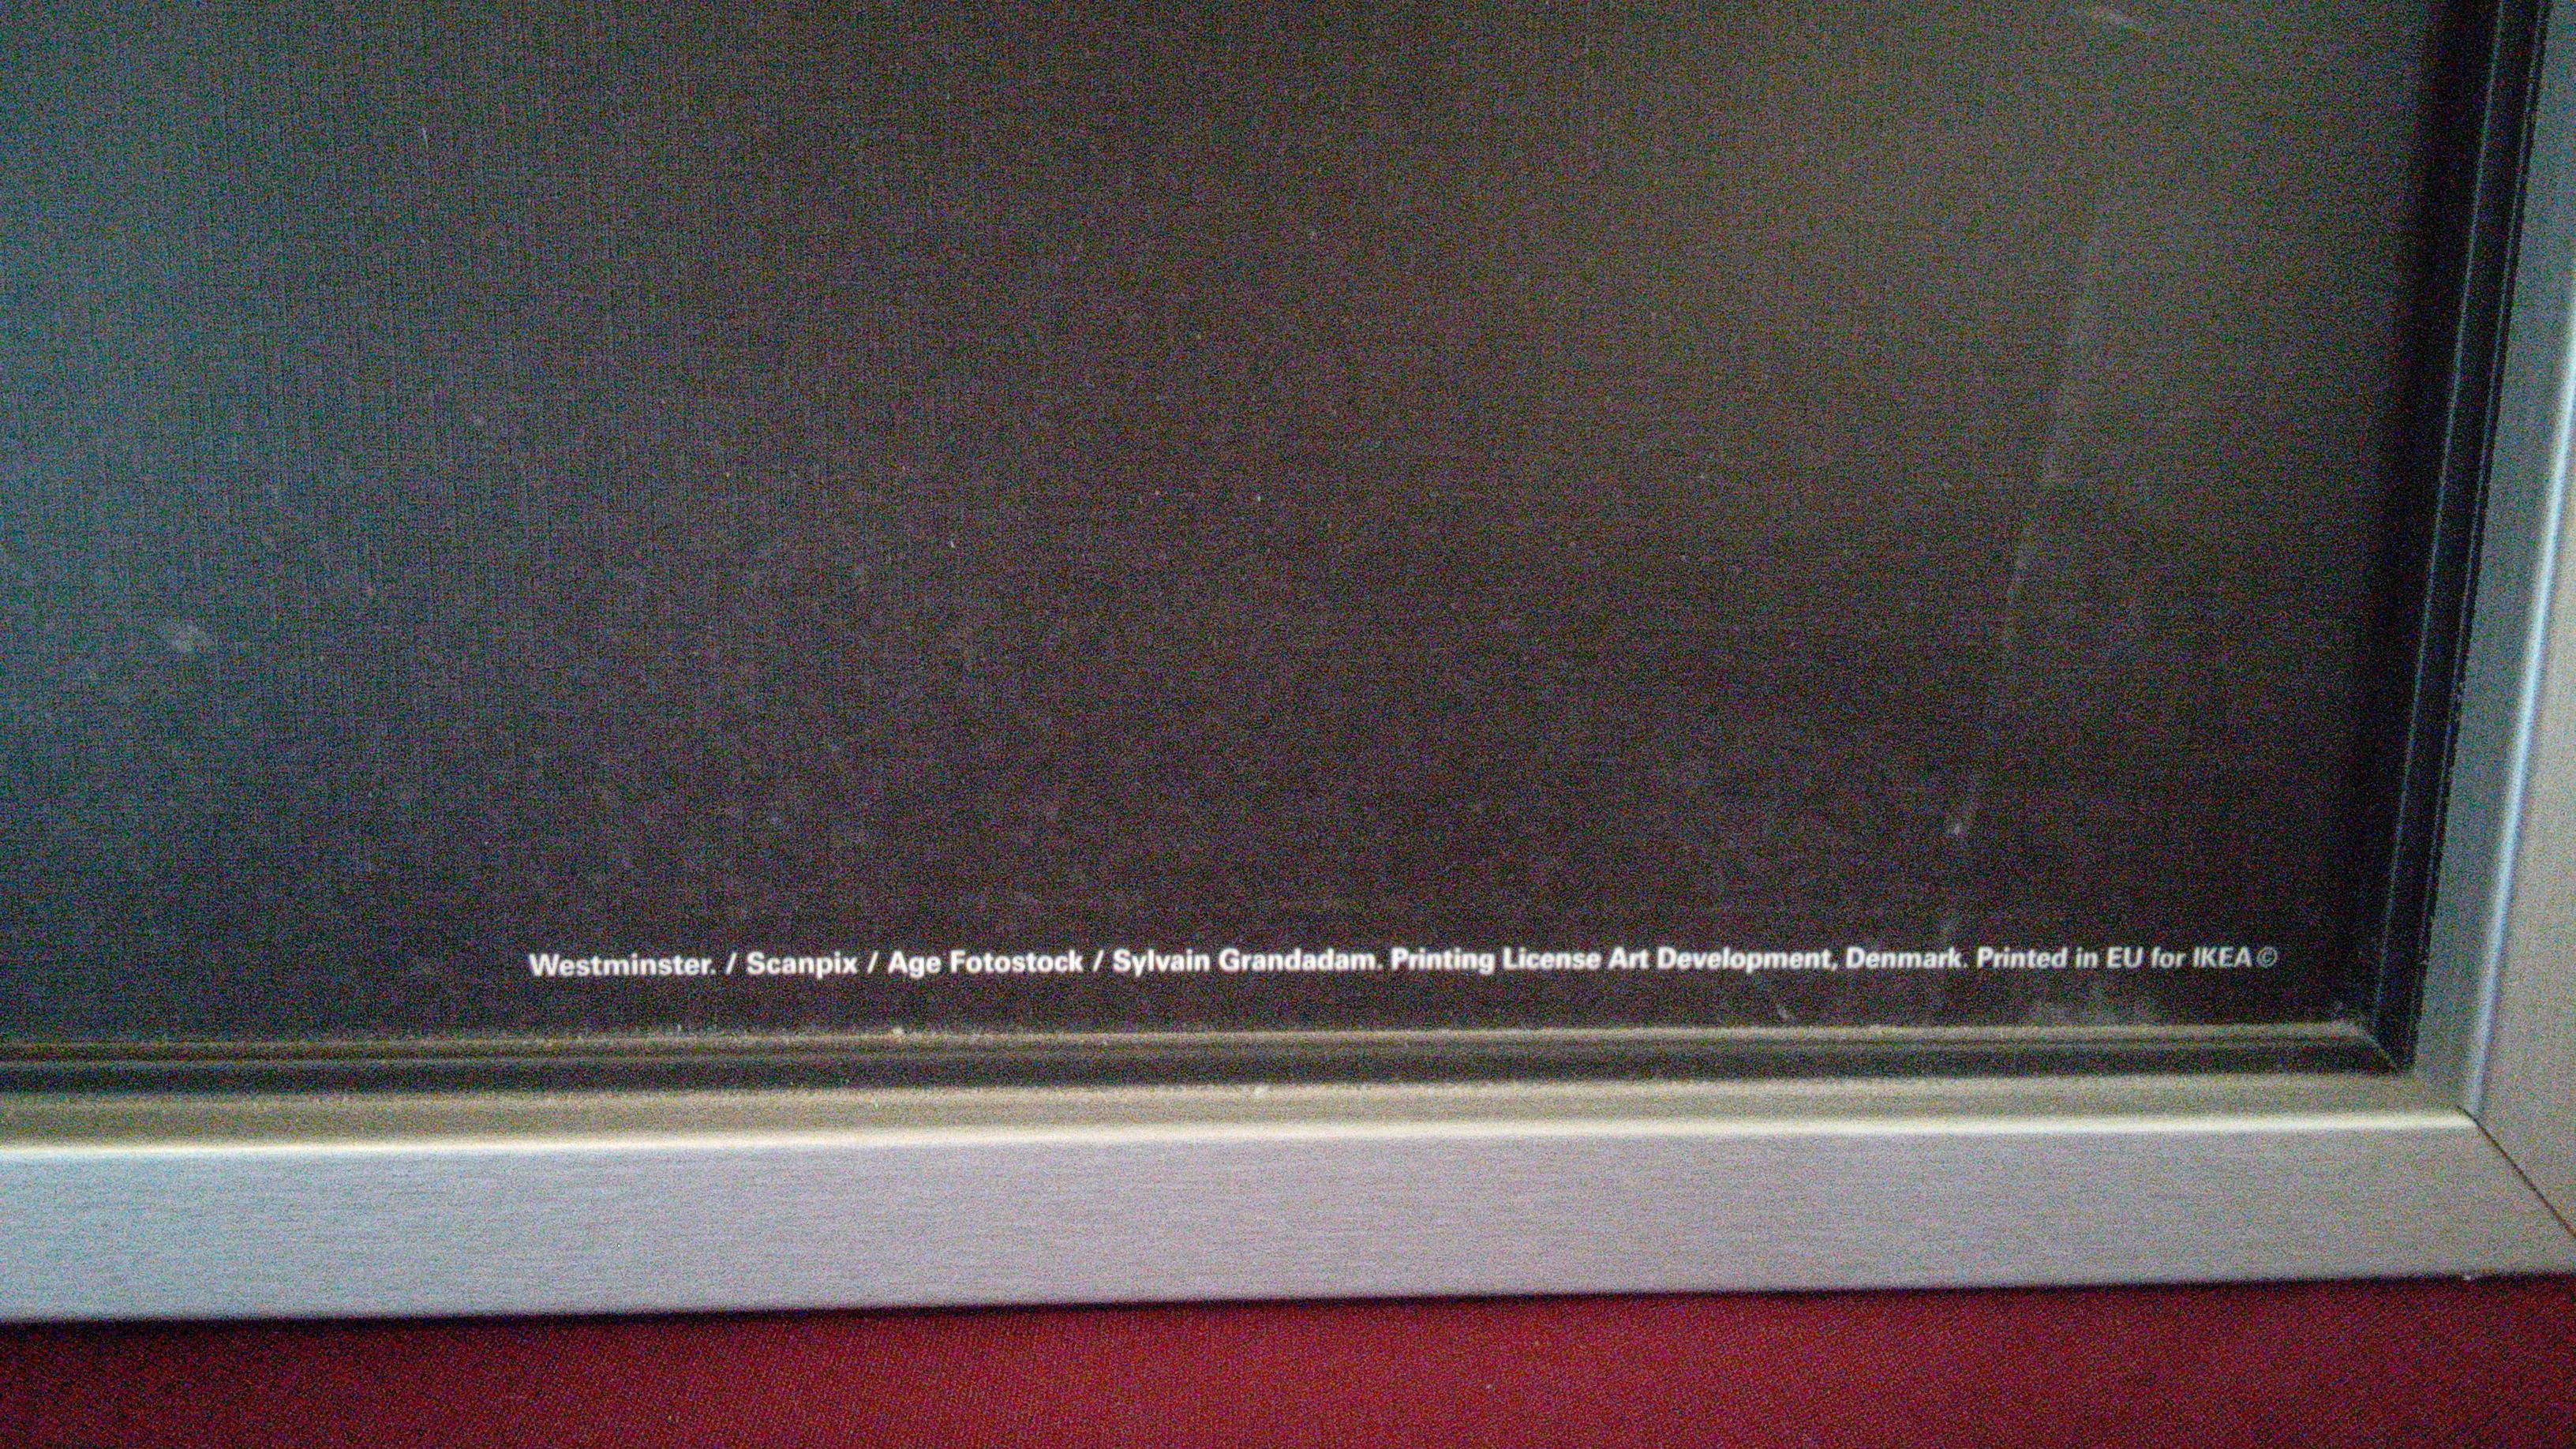 Westminster. / Scanpix / Age Fotostock / Sylvain Grandadam. Printing License Art Development, Denmark. Printed in EU for IKEA ©